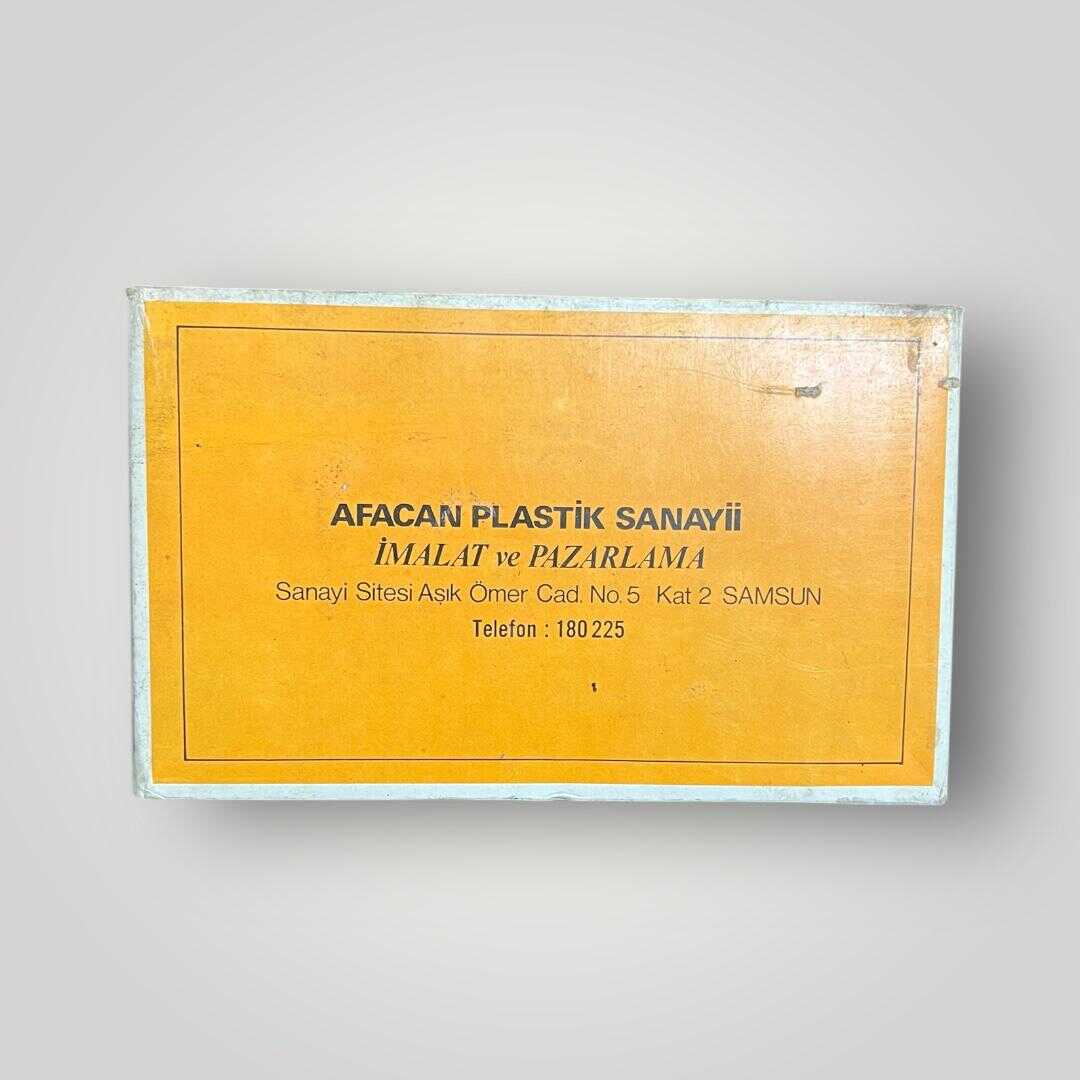 AFACAN PLASTİK SANAYİİ
İMALAT ve PAZARLAMA
Sanayi Sitesi Aşık Ömer Cad. No. 5 Kat 2 SAMSUN
Telefon : 180 225